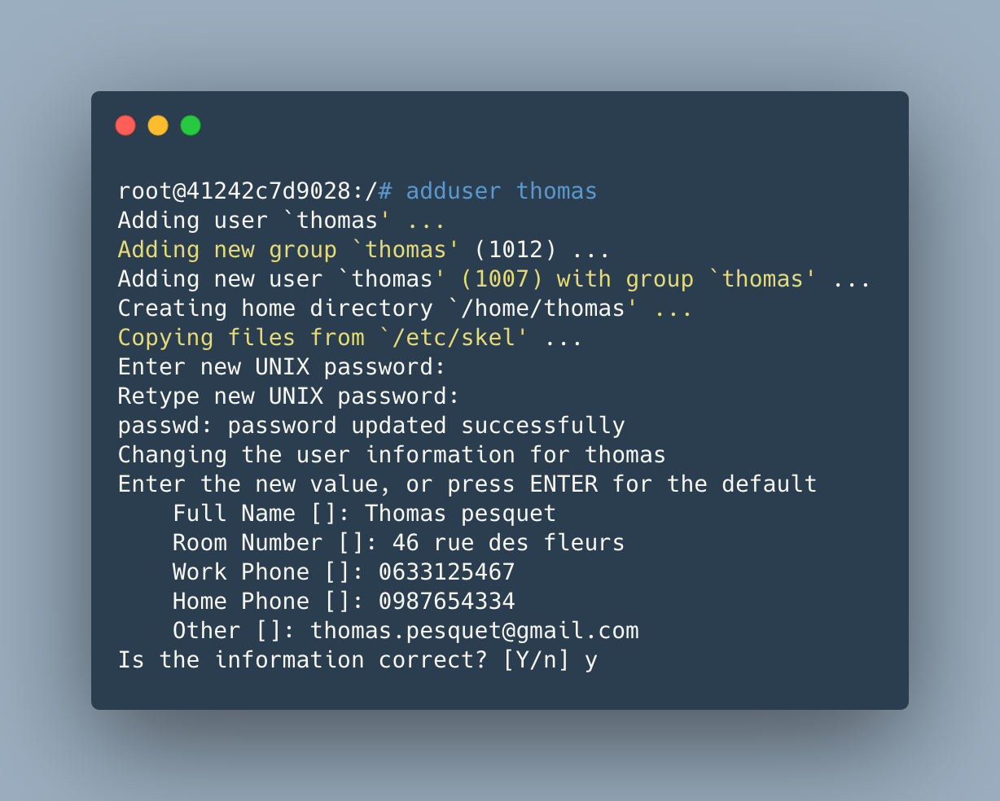 root@41242c7d9028:/# adduser thomas
Adding user `thomas' ...
Adding new group `thomas' (1012) ...
Adding new user `thomas' (1007) with group `thomas' ...
Creating home directory `/home/thomas' ...
Copying files from `/etc/skel' ...
Enter new UNIX password:
Retype new UNIX password:
passwd: password updated successfully
Changing the user information for thomas
Enter the new value, or press ENTER for the default
    Full Name []: Thomas pesquet
    Room Number []: 46 rue des fleurs
    Work Phone []: 0633125467
    Home Phone []: 0987654334
    Other []: thomas.pesquet@gmail.com
Is the information correct? [Y/n] y